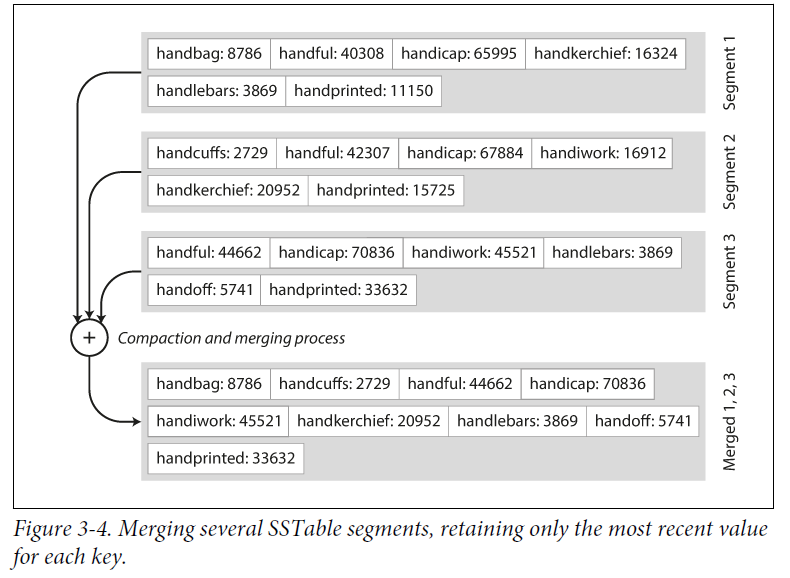 handbag: 8786 handful: 40308 handicap: 65995 handkerchief: 16324
handlebars: 3869 handprinted: 11150
Segment 1
handcuffs: 2729 handful: 42307 handicap: 67884 handiwork: 16912
handkerchief: 20952 handprinted: 15725
Segment 2
handful: 44662 handicap: 70836 handiwork: 45521 handlebars: 3869
handoff: 5741 handprinted: 33632
Segment 3
+ Compaction and merging process
handbag: 8786 handcuffs: 2729 handful: 44662 handicap: 70836
handiwork: 45521 handkerchief: 20952 handlebars: 3869 handoff: 5741
handprinted: 33632
Merged 1, 2, 3
Figure 3-4. Merging several SSTable segments, retaining only the most recent value
for each key.